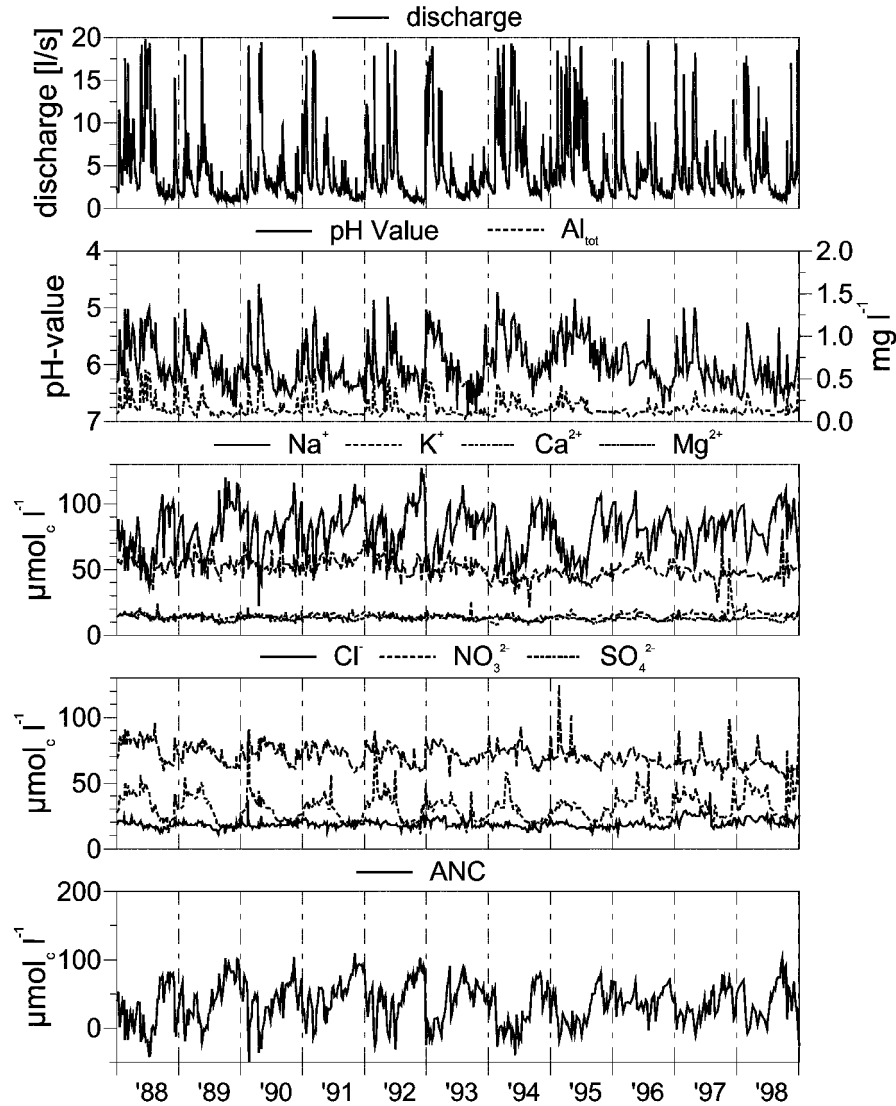 discharge
discharge [l/s]
20
15
10
5
0
pH Value Al_tot
pH-value
4
5
6
7
2.0
1.5
1.0
0.5
0.0
mg l⁻¹
Na⁺ K⁺ Ca²⁺ Mg²⁺
µmol_c l⁻¹
100
50
0
Cl⁻ NO₃²⁻ SO₄²⁻
µmol_c l⁻¹
100
50
0
ANC
µmol_c l⁻¹
200
100
0
'88 '89 '90 '91 '92 '93 '94 '95 '96 '97 '98